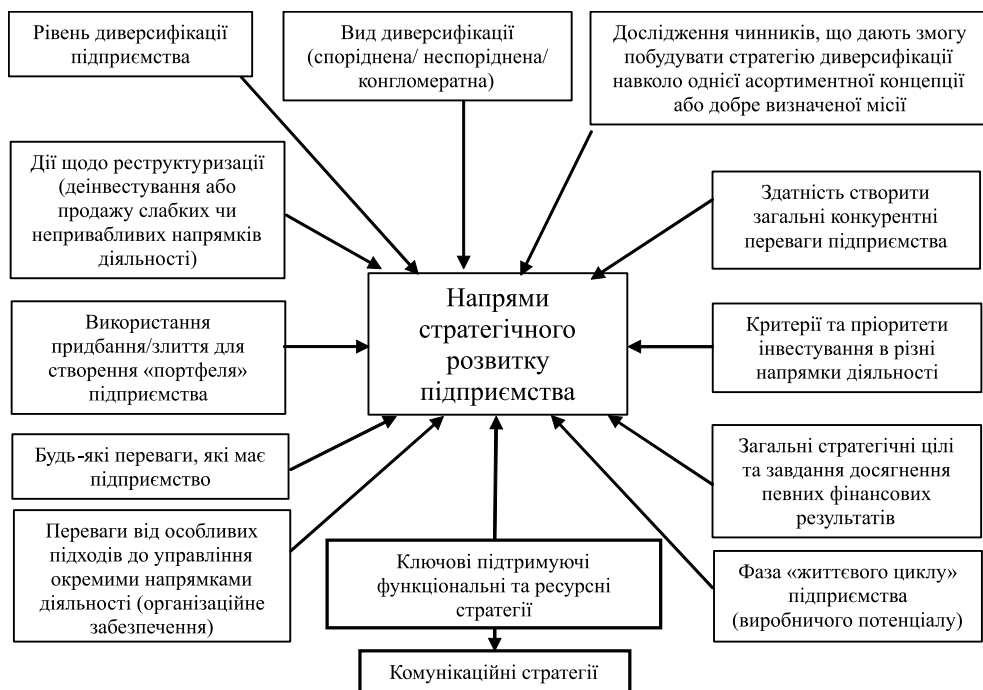 Рівень диверсифікації
підприємства
Вид диверсифікації
(споріднена/ неспоріднена/
конгломератна)
Дослідження чинників, що дають змогу
побудувати стратегію диверсифікації
навколо однієї асортиментної концепції
або добре визначеної місії
Дії щодо реструктуризації
(деінвестування або
продажу слабких чи
непривабливих напрямків
діяльності)
Здатність створити
загальні конкурентні
переваги підприємства
Напрями
стратегічного
розвитку
підприємства
Використання
придбання/злиття для
створення «портфеля»
підприємства
Критерії та пріоритети
інвестування в різні
напрямки діяльності
Будь-які переваги, які має
підприємство
Загальні стратегічні цілі
та завдання досягнення
певних фінансових
результатів
Переваги від особливих
підходів до управління
окремими напрямками
діяльності (організаційне
забезпечення)
Ключові підтримуючі
функціональні та ресурсні
стратегії
Фаза «життєвого циклу»
підприємства
(виробничого потенціалу)
Комунікаційні стратегії